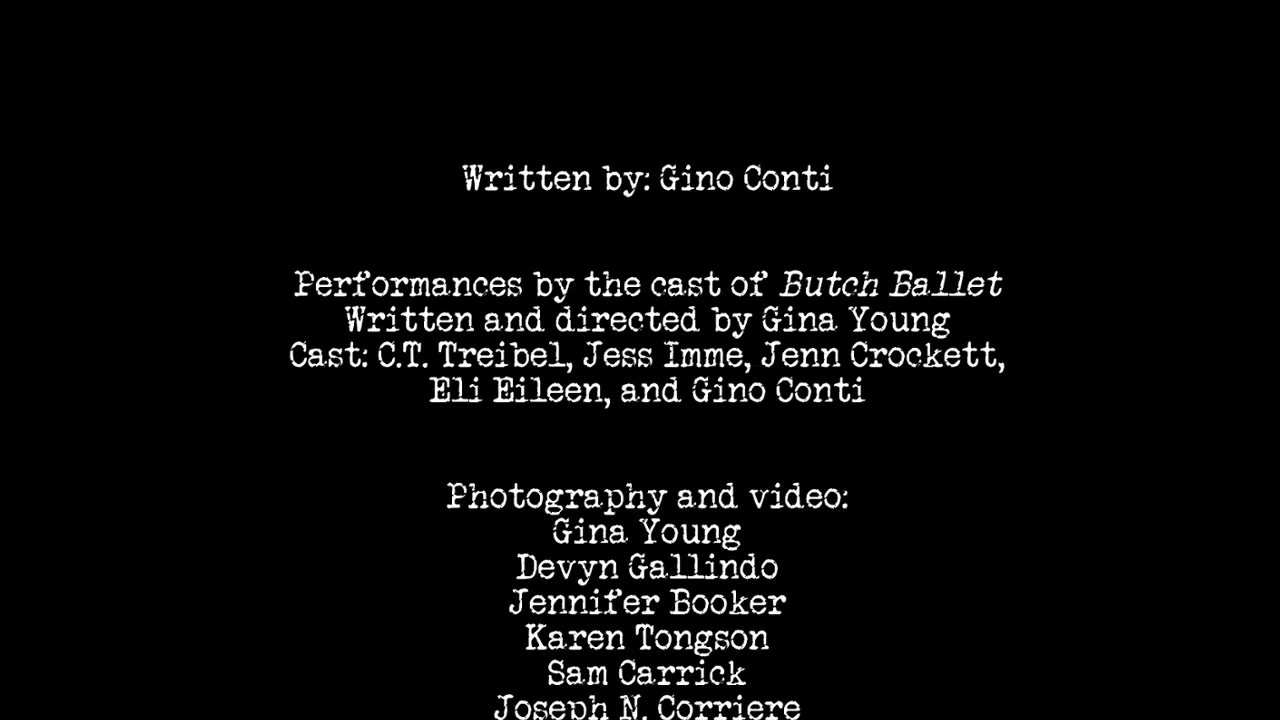 Written by: Gino Conti
Performances by the cast of Butch Ballet
Written and directed by Gina Young
Cast: C.T. Treibel, Jess Imme, Jenn Crockett,
Eli Eileen, and Gino Conti
Photography and video:
Gina Young
Devyn Gallindo
Jennifer Booker
Karen Tongson
Sam Carrick
Joseph N. Corriere